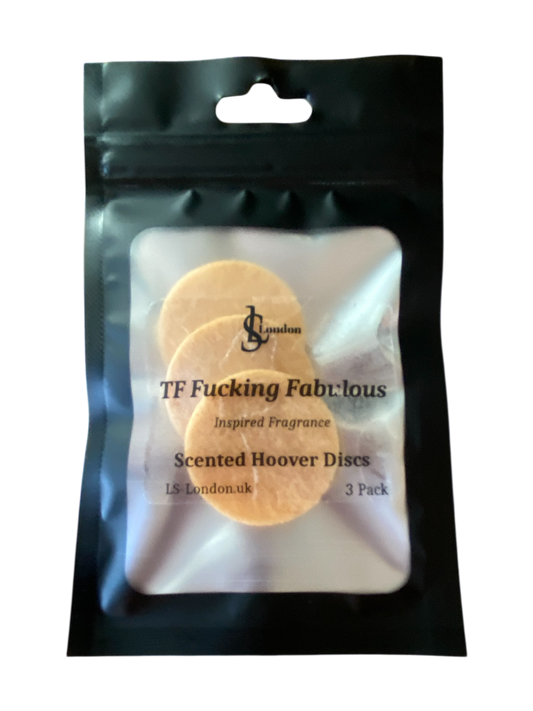 LS London
TF Fucking Fabulous
Inspired Fragrance
Scented Hoover Discs
LS-London.uk 3 Pack